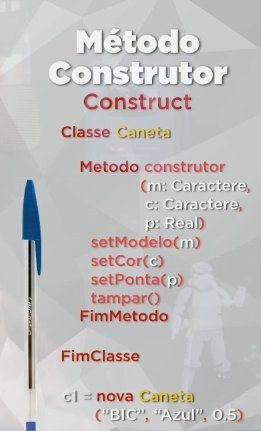 Método
Construtor
Construct
Classe Caneta
Metodo construtor
(m: Caractere,
c: Caractere,
p: Real)
setModelo(m)
setCor(c)
setPonta(p)
tampar()
FimMetodo
FimClasse
c1 = nova Caneta
("BIC", "Azul", 0.5)